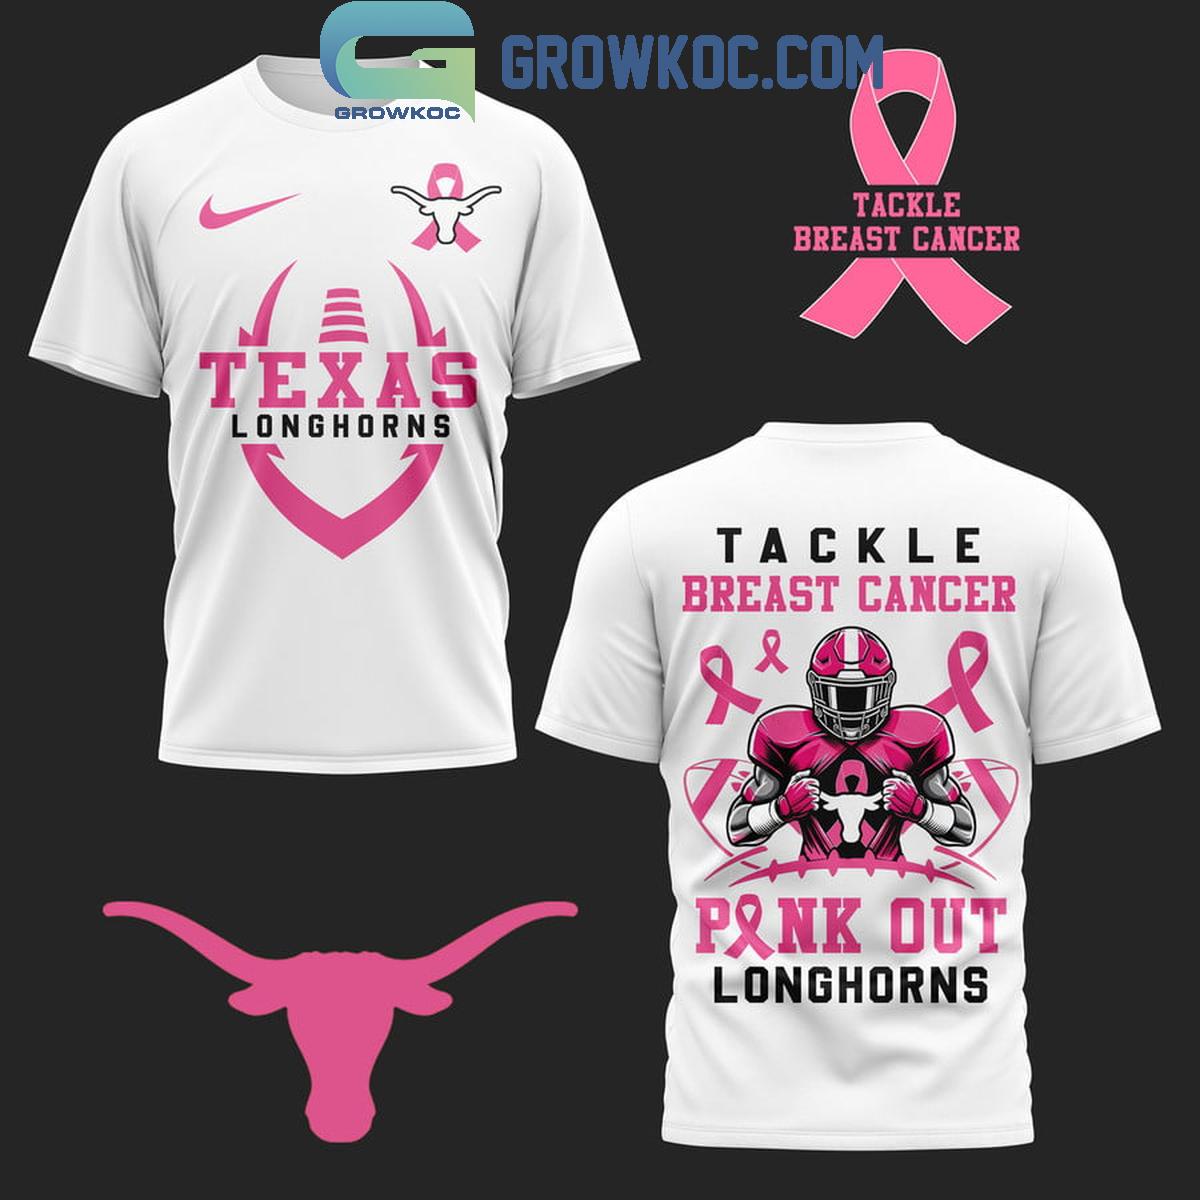 GROWKOC
GROWKOC.COM
TACKLE
BREAST CANCER
TEXAS
LONGHORNS
TACKLE
BREAST CANCER
PINK OUT
LONGHORNS